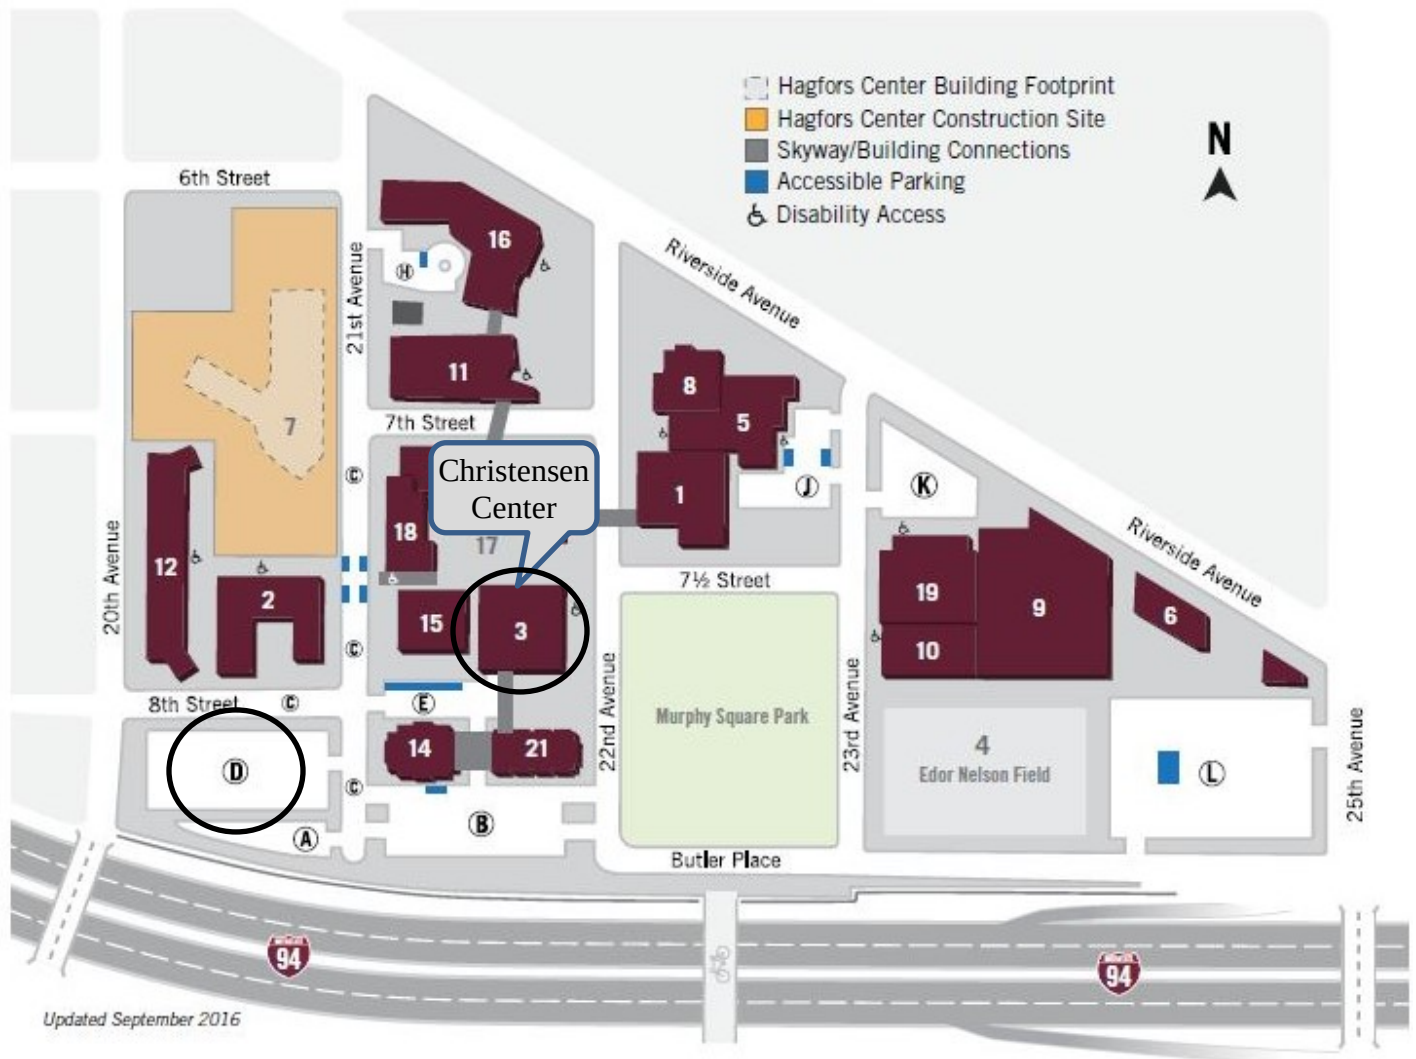 Hagfors Center Building Footprint
Hagfors Center Construction Site
Skyway/Building Connections
Accessible Parking
Disability Access
N
6th Street
21st Avenue
16
H
Riverside Avenue
11
7th Street
7
8
5
Christensen
Center
C
1
J
K
18
17
12
20th Avenue
2
7½ Street
Riverside Avenue
19
9
6
15
3
10
C
22nd Avenue
23rd Avenue
8th Street
C
E
Murphy Square Park
14
21
4
Edor Nelson Field
25th Avenue
D
C
L
A
B
Butler Place
94
94
Updated September 2016